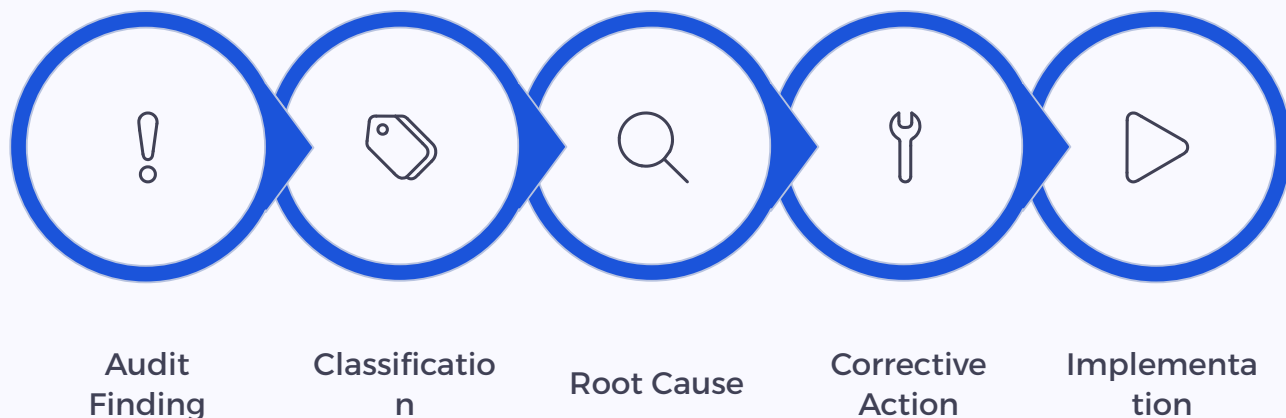 Audit
Finding
Classificatio
n
Root Cause
Corrective
Action
Implementa
tion